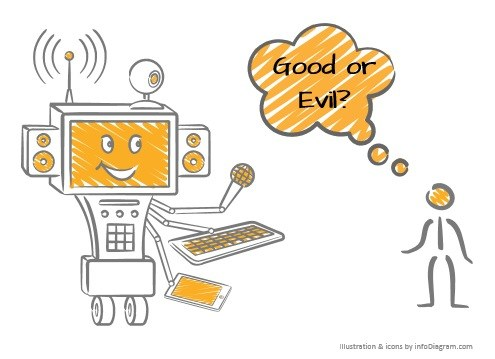 Good or
Evil?
Illustration & icons by infoDiagram.com